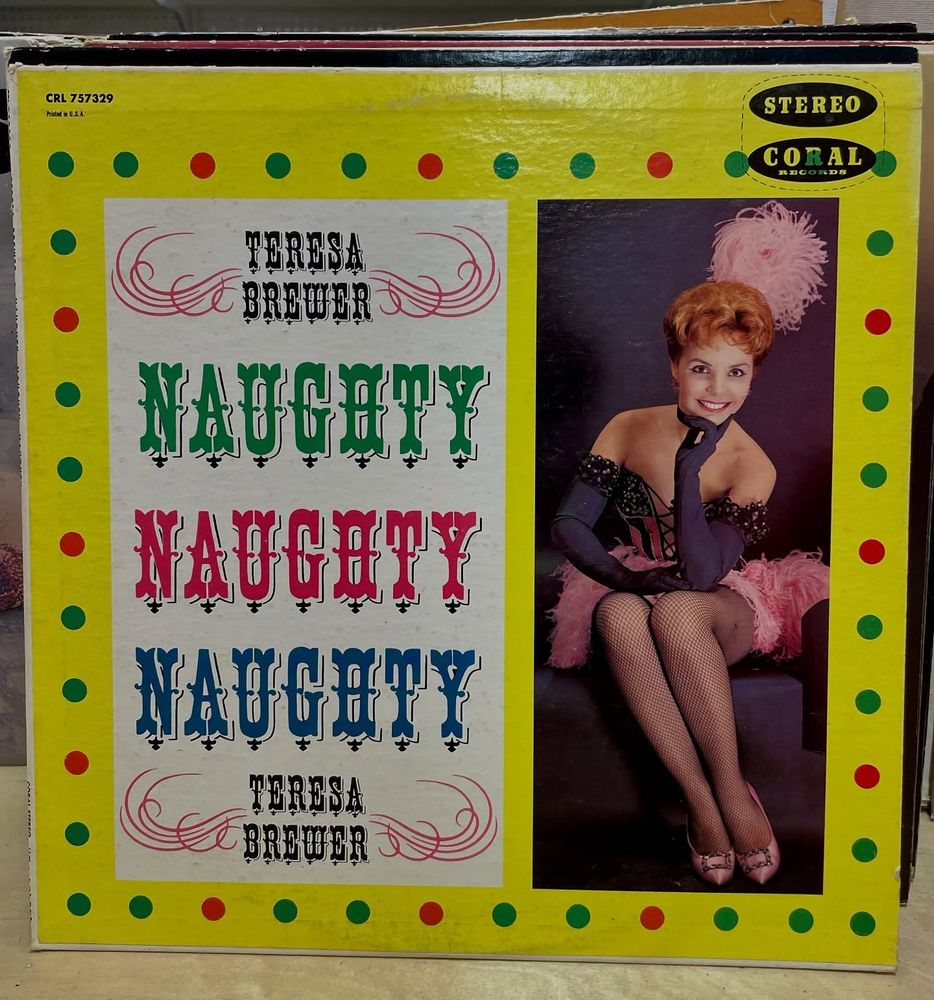 CRL 757329
Printed in U.S.A.
STEREO
CORAL
RECORDS
TERESA
BREWER
NAUGHTY
NAUGHTY
NAUGHTY
TERESA
BREWER